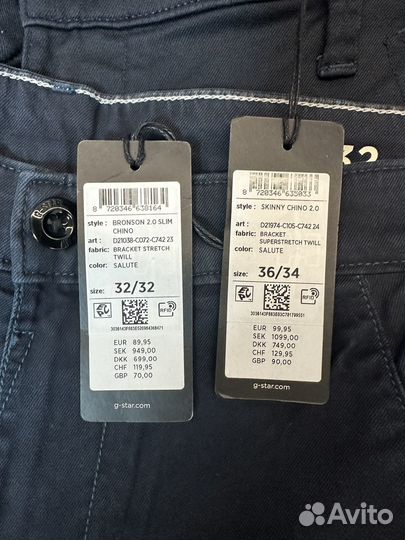 8 720346 638164
style : BRONSON 2.0 SLIM
CHINO
art : D21038-C072-C742 23
fabric: BRACKET STRETCH
TWILL
color: SALUTE
size: 32/32
RFID
EUR 89,95
SEK 949,00
DKK 699,00
CHF 119,95
GBP 70,00
g-star.com
8 720346 635033
style : SKINNY CHINO 2.0
art : D21974-C105-C742 24
fabric: BRACKET
SUPERSTRETCH TWILL
color: SALUTE
size: 36/34
RFID
EUR 99,95
SEK 1099,00
DKK 749,00
CHF 129,95
GBP 90,00
g-star.com
32
Avito